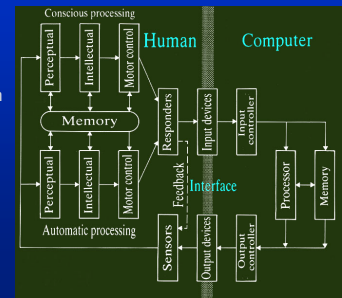 Conscious processing
Human
Computer
Perceptual
Intellectual
Motor control
Memory
Responders
Input devices
Input controller
Processor
Memory
Feedback
Interface
Perceptual
Intellectual
Motor control
Automatic processing
Sensors
Output devices
Output controller
n